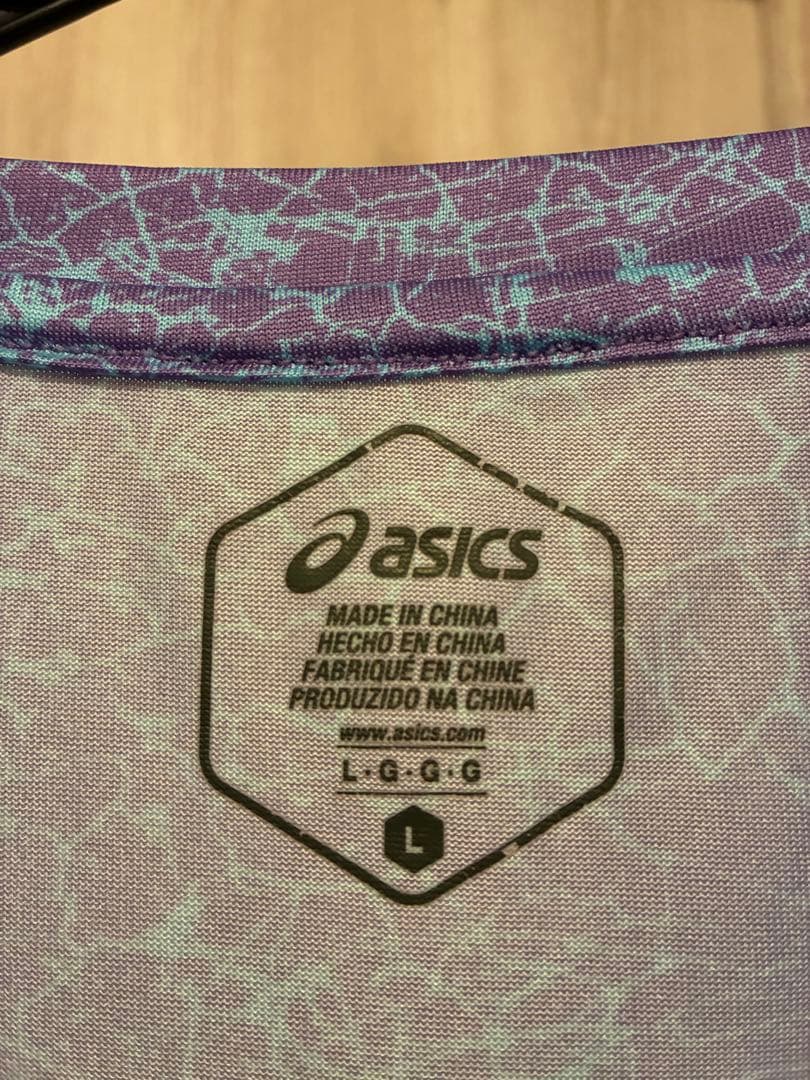 asics
MADE IN CHINA
HECHO EN CHINA
FABRIQUÉ EN CHINE
PRODUZIDO NA CHINA
www.asics.com
L·G·G·G
L